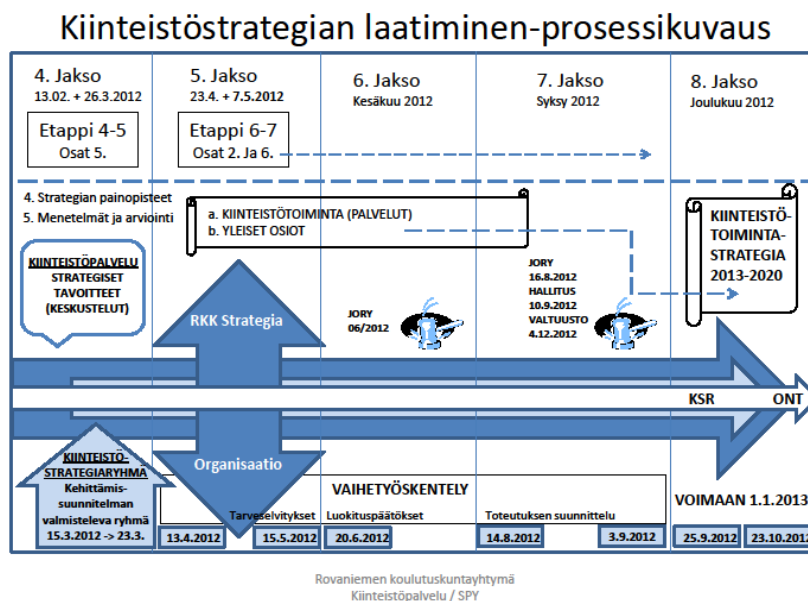 Kiinteistöstrategian laatiminen-prosessikuvaus
4. Jakso
13.02. + 26.3.2012
Etappi 4-5
Osat 5.
5. Jakso
23.4. + 7.5.2012
Etappi 6-7
Osat 2. Ja 6.
6. Jakso
Kesäkuu 2012
7. Jakso
Syksy 2012
8. Jakso
Joulukuu 2012
4. Strategian painopisteet
5. Menetelmät ja arviointi
a. KIINTEISTÖTOIMINTA (PALVELUT)
b. YLEISET OSIOT
KIINTEISTÖ-
TOIMINTA-
STRATEGIA
2013-2020
KIINTEISTÖPALVELU
STRATEGISET
TAVOITTEET
(KESKUSTELUT)
RKK Strategia
JORY
06/2012
JORY
16.8.2012
HALLITUS
10.9.2012
VALTUUSTO
4.12.2012
KSR
ONT
KIINTEISTÖ-
STRATEGIARYHMÄ
Kehittämis-
suunnitelman
valmisteleva ryhmä
15.3.2012 -> 23.3.
Organisaatio
VAIHETYÖSKENTELY
Tarveselvitykset
Luokituspäätökset
Toteutuksen suunnittelu
VOIMAAN 1.1.2013
13.4.2012
15.5.2012
20.6.2012
14.8.2012
3.9.2012
25.9.2012
23.10.2012
Rovaniemen koulutuskuntayhtymä
Kiinteistöpalvelu / SPY